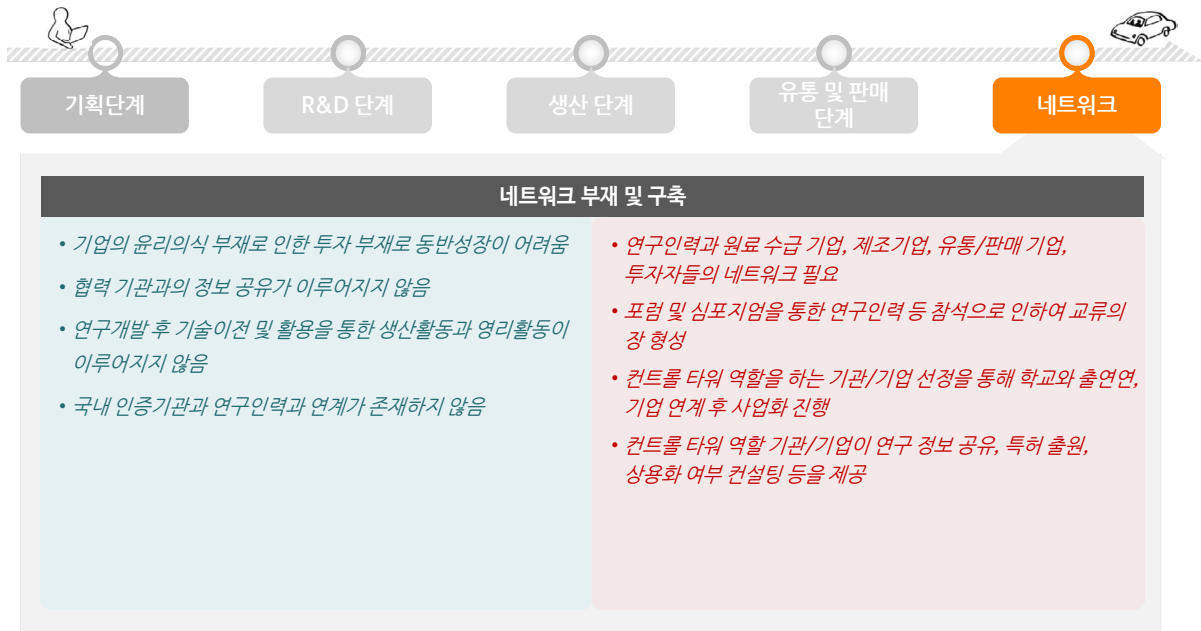 기획단계
R&D 단계
생산 단계
유통 및 판매
단계
네트워크
네트워크 부재 및 구축
• 기업의 윤리의식 부재로 인한 투자 부재로 동반성장이 어려움
• 협력 기관과의 정보 공유가 이루어지지 않음
• 연구개발 후 기술이전 및 활용을 통한 생산활동과 영리활동이
이루어지지 않음
• 국내 인증기관과 연구인력과 연계가 존재하지 않음
• 연구인력과 원료 수급 기업, 제조기업, 유통/판매 기업,
투자자들의 네트워크 필요
• 포럼 및 심포지엄을 통한 연구인력 등 참석으로 인하여 교류의
장 형성
• 컨트롤 타워 역할을 하는 기관/기업 선정을 통해 학교와 출연연,
기업 연계 후 사업화 진행
• 컨트롤 타워 역할 기관/기업이 연구 정보 공유, 특허 출원,
상용화 여부 컨설팅 등을 제공